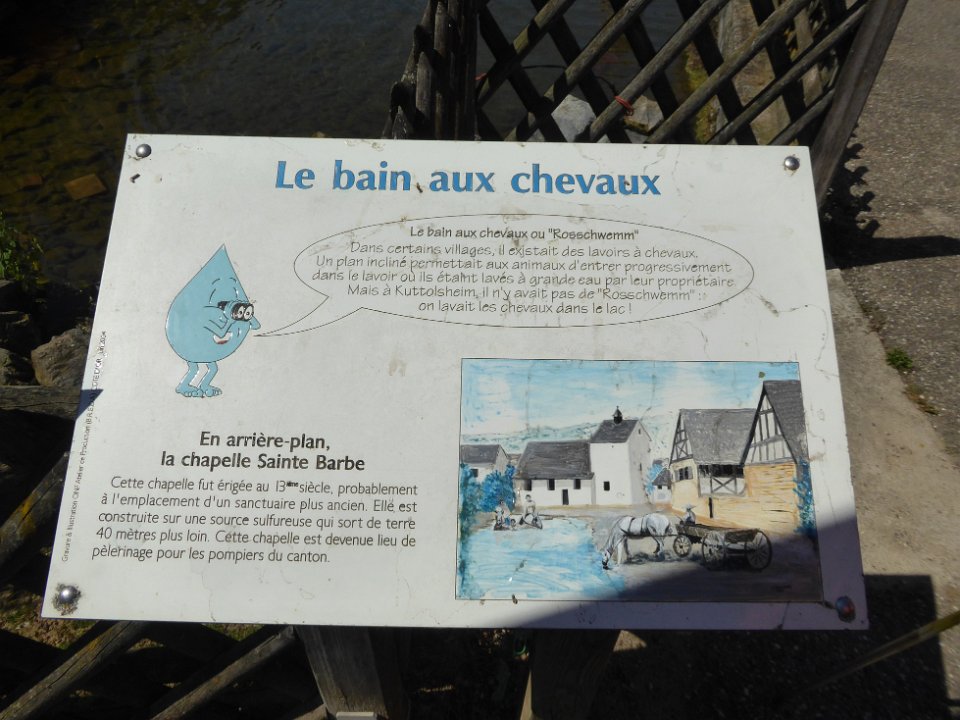 Le bain aux chevaux
Le bain aux chevaux ou "Rosschwemm"
Dans certains villages, il existait des lavoirs à chevaux.
Un plan incliné permettait aux animaux d'entrer progressivement
dans le lavoir où ils étaint lavés à grande eau par leur propriétaire
Mais à Kuttolsheim, il n'y avait pas de "Rosschwemm" :
on lavait les chevaux dans le lac !
En arrière-plan,
la chapelle Sainte Barbe
Cette chapelle fut érigée au 13ème siècle, probablement
à l'emplacement d'un sanctuaire plus ancien. Elle est
construite sur une source sulfureuse qui sort de terre
40 mètres plus loin. Cette chapelle est devenue lieu de
pèlerinage pour les pompiers du canton.
Gravure & Illustration